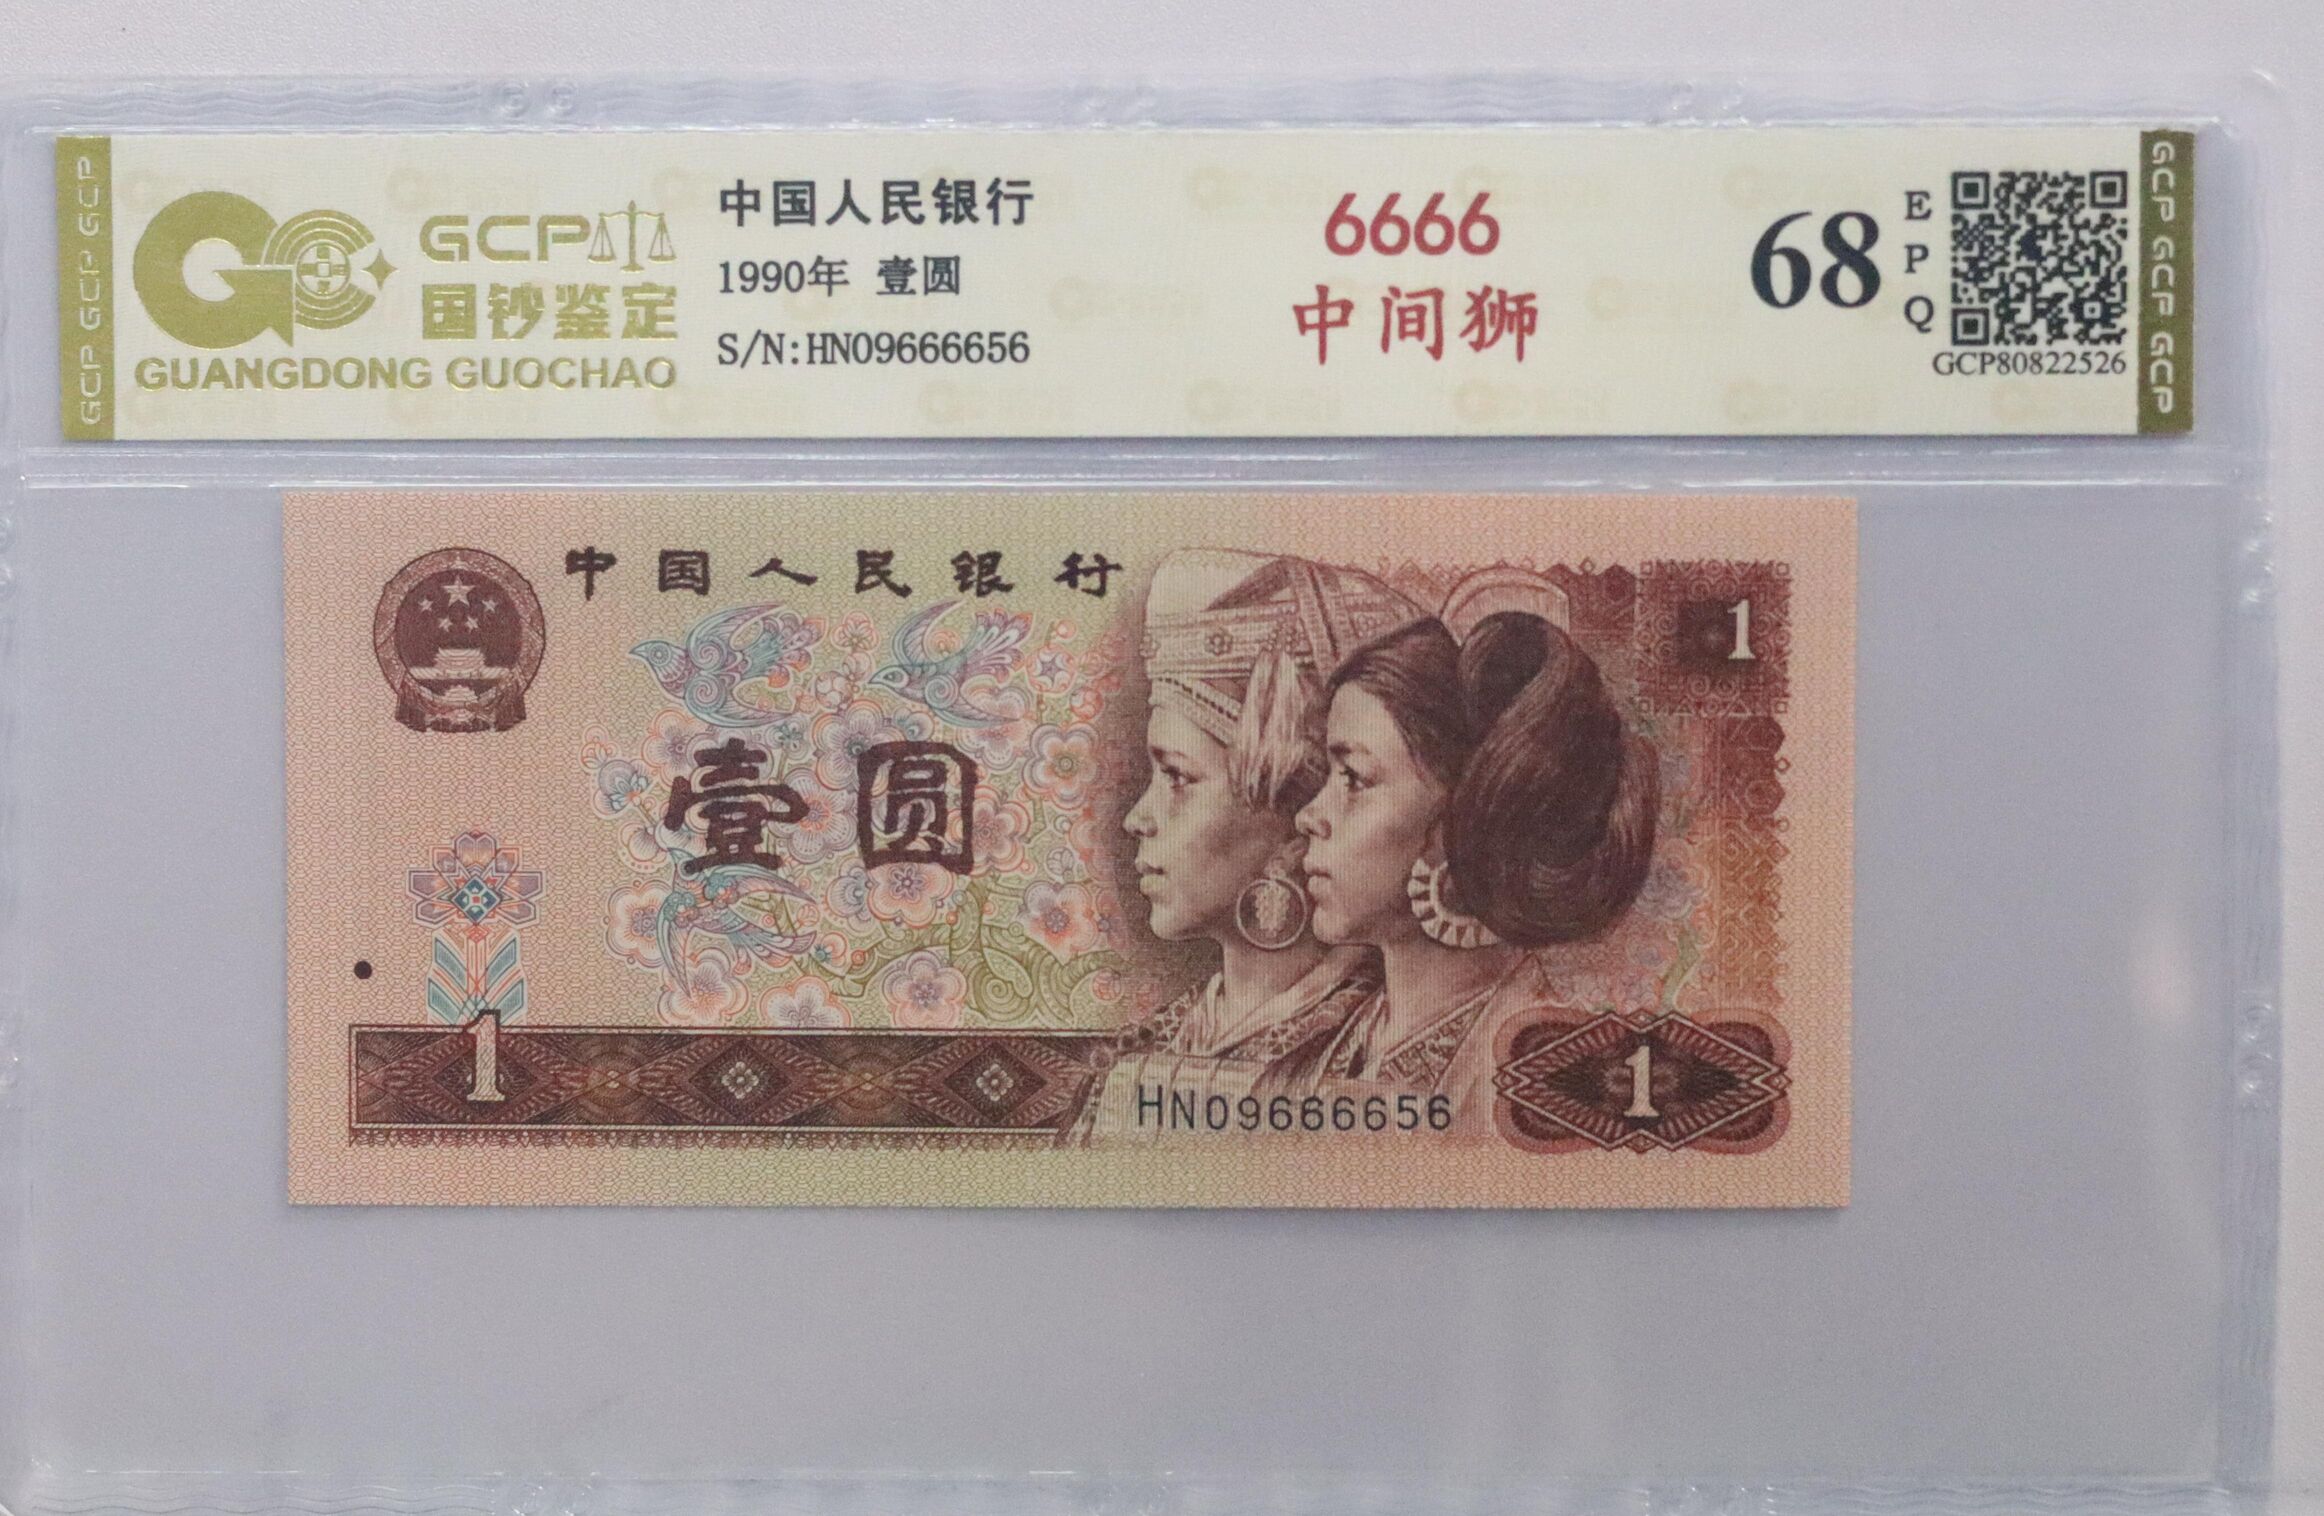 GCP GCP GCP
GCP
国钞鉴定
GUANGDONG GUOCHAO
中国人民银行
1990年 壹圆
S/N:HN09666656
6666
中间狮
68
EPQ
GCP80822526
GCP GCP GCP
中国人民银行
1
壹圆
1
HN09666656
1